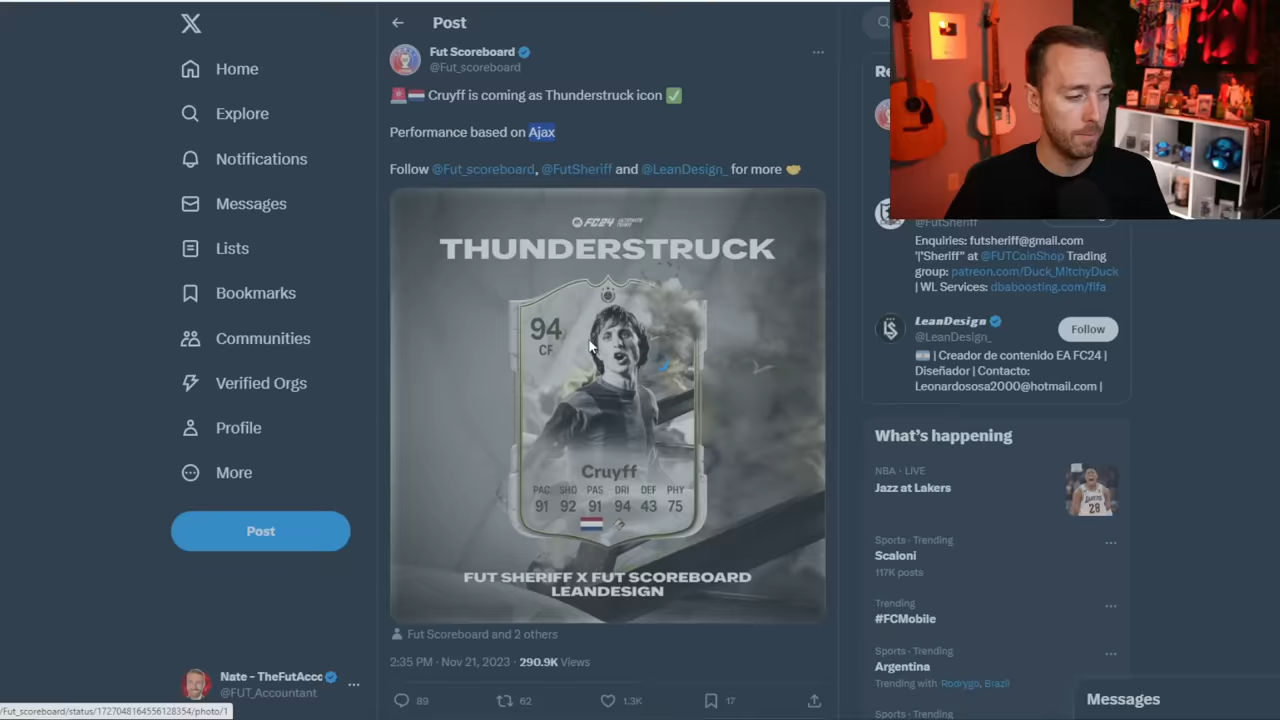 Home
Explore
Notifications
Messages
Lists
Bookmarks
Communities
Verified Orgs
Profile
More
Post
Nate - TheFutAcc
@FUT_Accountant
/Fut_scoreboard/status/1727048164556128354/photo/1
Post
Fut Scoreboard
@Fut_scoreboard
Cruyff is coming as Thunderstruck icon
Performance based on Ajax
Follow @Fut_scoreboard, @FutSheriff and @LeanDesign_ for more
FC24 ULTIMATE TEAM
THUNDERSTRUCK
94
CF
Cruyff
PAC SHO PAS DRI DEF PHY
91 92 91 94 43 75
FUT SHERIFF X FUT SCOREBOARD
LEANDESIGN
Fut Scoreboard and 2 others
2:35 PM · Nov 21, 2023 · 290.9K Views
89 62 1.3K 17
Re
@FutSheriff
Enquiries: futsheriff@gmail.com
'|"Sheriff" at @FUTCoinShop Trading
group: patreon.com/Duck_MitchyDuck
| WL Services: dbaboosting.com/fifa
LeanDesign
@LeanDesign_
Follow
| Creador de contenido EA FC24 |
Diseñador | Contacto:
Leonardososa2000@hotmail.com |
What's happening
NBA · LIVE
Jazz at Lakers
Sports · Trending
Scaloni
117K posts
Trending
#FCMobile
Sports · Trending
Argentina
Trending with Rodrygo, Brazil
Sports · Trending
Messages